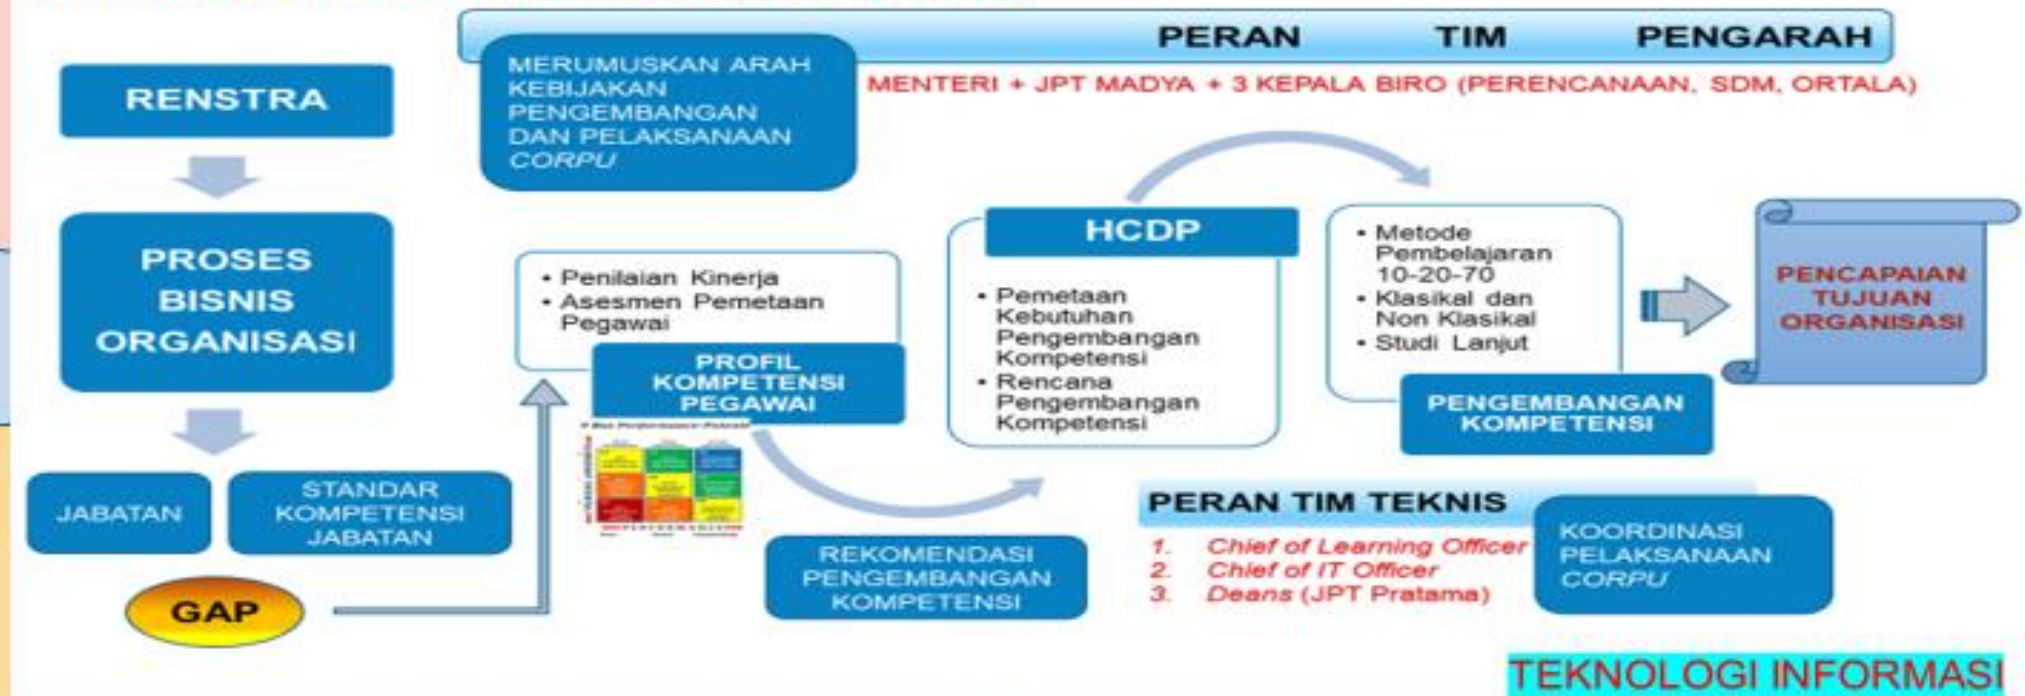 PERAN TIM PENGARAH
MERUMUSKAN ARAH
KEBIJAKAN
PENGEMBANGAN
DAN PELAKSANAAN
CORPU
MENTERI + JPT MADYA + 3 KEPALA BIRO (PERENCANAAN, SDM, ORTALA)
RENSTRA
PROSES
BISNIS
ORGANISASI
JABATAN
STANDAR
KOMPETENSI
JABATAN
GAP
• Penilaian Kinerja
• Asesmen Pemetaan
Pegawai
PROFIL
KOMPETENSI
PEGAWAI
REKOMENDASI
PENGEMBANGAN
KOMPETENSI
HCDP
• Pemetaan
Kebutuhan
Pengembangan
Kompetensi
• Rencana
Pengembangan
Kompetensi
• Metode
Pembelajaran
10-20-70
• Klasikal dan
Non Klasikal
• Studi Lanjut
PENGEMBANGAN
KOMPETENSI
PENCAPAIAN
TUJUAN
ORGANISASI
PERAN TIM TEKNIS
1. Chief of Learning Officer
2. Chief of IT Officer
3. Deans (JPT Pratama)
KOORDINASI
PELAKSANAAN
CORPU
TEKNOLOGI INFORMASI